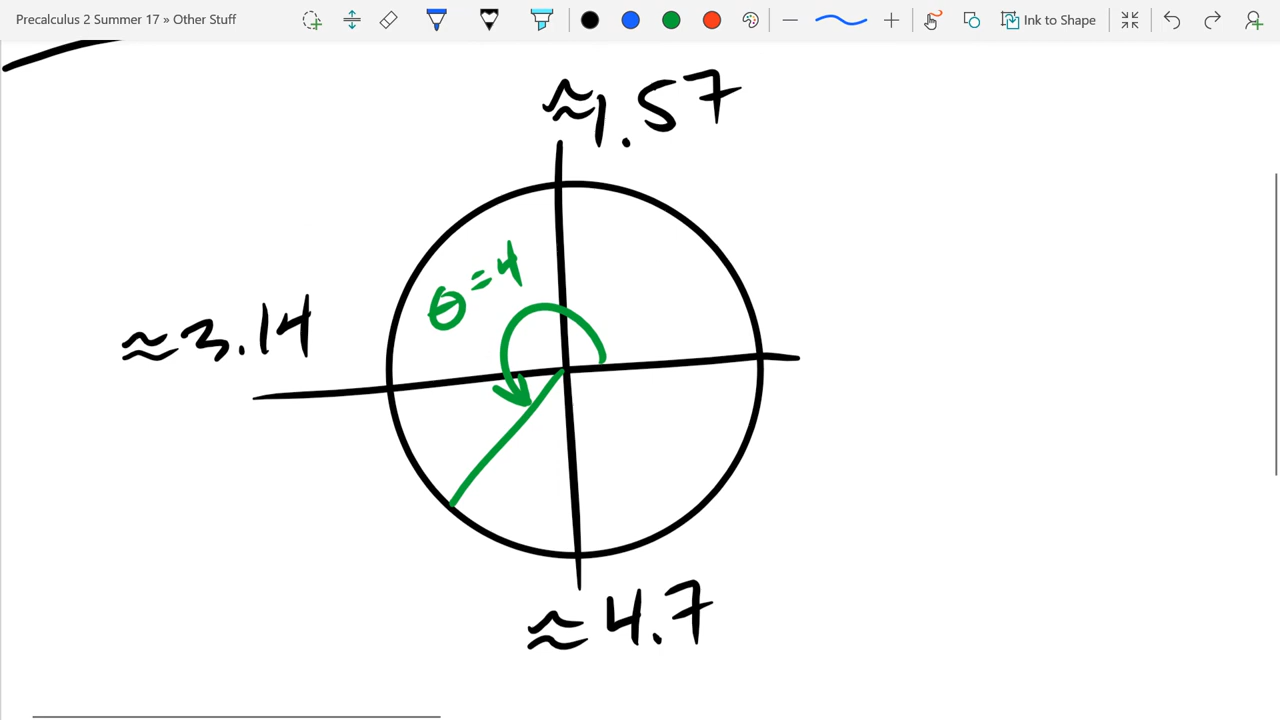 Precalculus 2 Summer 17 » Other Stuff
Ink to Shape
≈1.57
θ=4
≈3.14
≈4.7